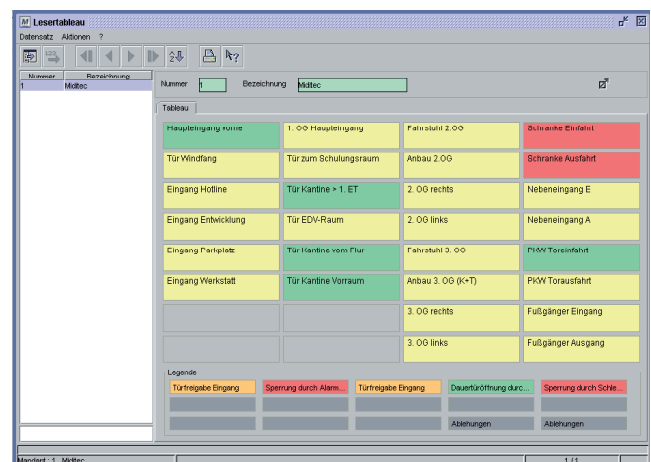 Lesertableau
Datensatz Aktionen ?
Nummer Bezeichnung
1 Miditec
Nummer 1 Bezeichnung Miditec
Tableau
Haupteingang vorne 1. OG Haupteingang Fahrstuhl 2.OG Schranke Einfahrt
Tür Windfang Tür zum Schulungsraum Anbau 2.OG Schranke Ausfahrt
Eingang Hotline Tür Kantine > 1. ET 2. OG rechts Nebeneingang E
Eingang Entwicklung Tür EDV-Raum 2. OG links Nebeneingang A
Eingang Parkplatz Tür Kantine vom Flur Fahrstuhl 3. OG PKW Toreinfahrt
Eingang Werkstatt Tür Kantine Vorraum Anbau 3. OG (K+T) PKW Torausfahrt
3. OG rechts Fußgänger Eingang
3. OG links Fußgänger Ausgang
Legende
Türfreigabe Eingang Sperrung durch Alarm... Türfreigabe Eingang Dauertüröffnung durc... Sperrung durch Schle...
Ablehungen Ablehungen
Mandant : 1 Miditec 1 / 1